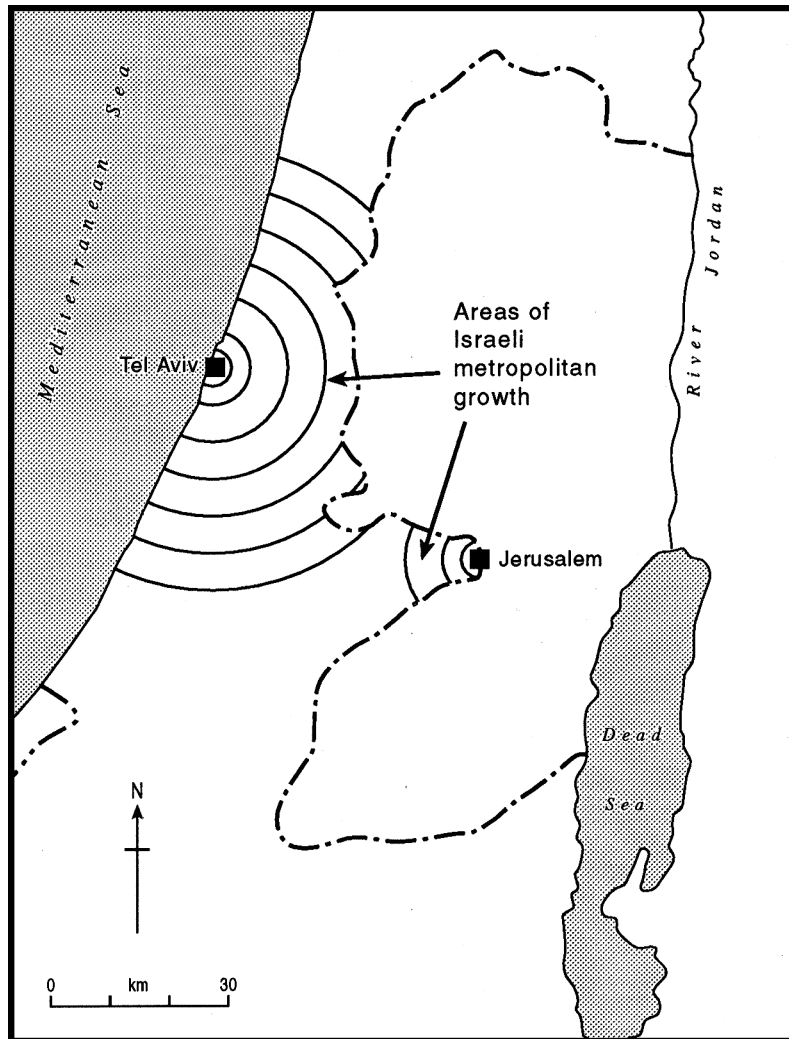 Mediterranean Sea
Tel Aviv
Areas of
Israeli
metropolitan
growth
River Jordan
Jerusalem
Dead
Sea
N
0 km 30